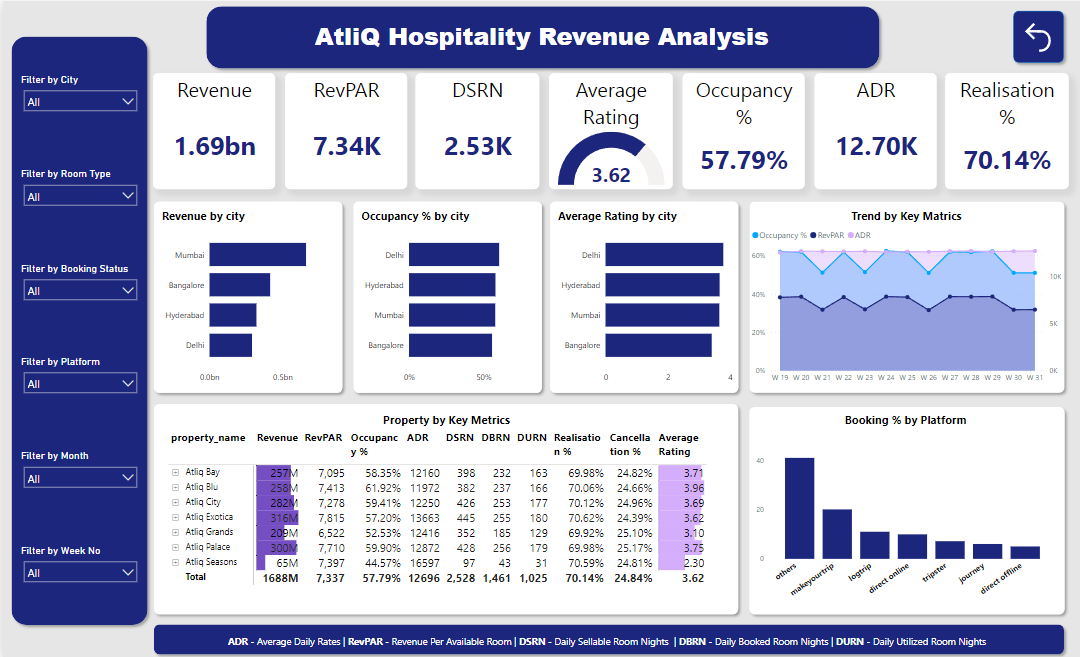 AtliQ Hospitality Revenue Analysis
Filter by City
All
Filter by Room Type
All
Filter by Booking Status
All
Filter by Platform
All
Filter by Month
All
Filter by Week No
All
Revenue
1.69bn
RevPAR
7.34K
DSRN
2.53K
Average
Rating
3.62
Occupancy
%
57.79%
ADR
12.70K
Realisation
%
70.14%
Revenue by city
Mumbai
Bangalore
Hyderabad
Delhi
0.0bn 0.5bn
Occupancy % by city
Delhi
Hyderabad
Mumbai
Bangalore
0% 50%
Average Rating by city
Delhi
Hyderabad
Mumbai
Bangalore
0 2 4
Trend by Key Matrics
Occupancy % RevPAR ADR
60%
40%
20%
0%
10K
5K
0K
W 19 W 20 W 21 W 22 W 23 W 24 W 25 W 26 W 27 W 28 W 29 W 30 W 31
Property by Key Metrics
property_name Revenue RevPAR Occupanc ADR DSRN DBRN DURN Realisatio Cancella Average
y % n % tion % Rating
Atliq Bay 257M 7,095 58.35% 12160 398 232 163 69.98% 24.82% 3.71
Atliq Blu 258M 7,413 61.92% 11972 382 237 166 70.06% 24.66% 3.96
Atliq City 282M 7,278 59.41% 12250 426 253 177 70.12% 24.96% 3.69
Atliq Exotica 316M 7,815 57.20% 13663 445 255 180 70.62% 24.39% 3.62
Atliq Grands 209M 6,522 52.53% 12416 352 185 129 69.92% 25.10% 3.10
Atliq Palace 300M 7,710 59.90% 12872 428 256 179 69.98% 25.17% 3.75
Atliq Seasons 65M 7,397 44.57% 16597 97 43 31 70.59% 24.81% 2.30
Total 1688M 7,337 57.79% 12696 2,528 1,461 1,025 70.14% 24.84% 3.62
Booking % by Platform
40
20
0
others makeyourtrip logtrip direct online tripster journey direct offline
ADR - Average Daily Rates | RevPAR - Revenue Per Available Room | DSRN - Daily Sellable Room Nights | DBRN - Daily Booked Room Nights | DURN - Daily Utilized Room Nights